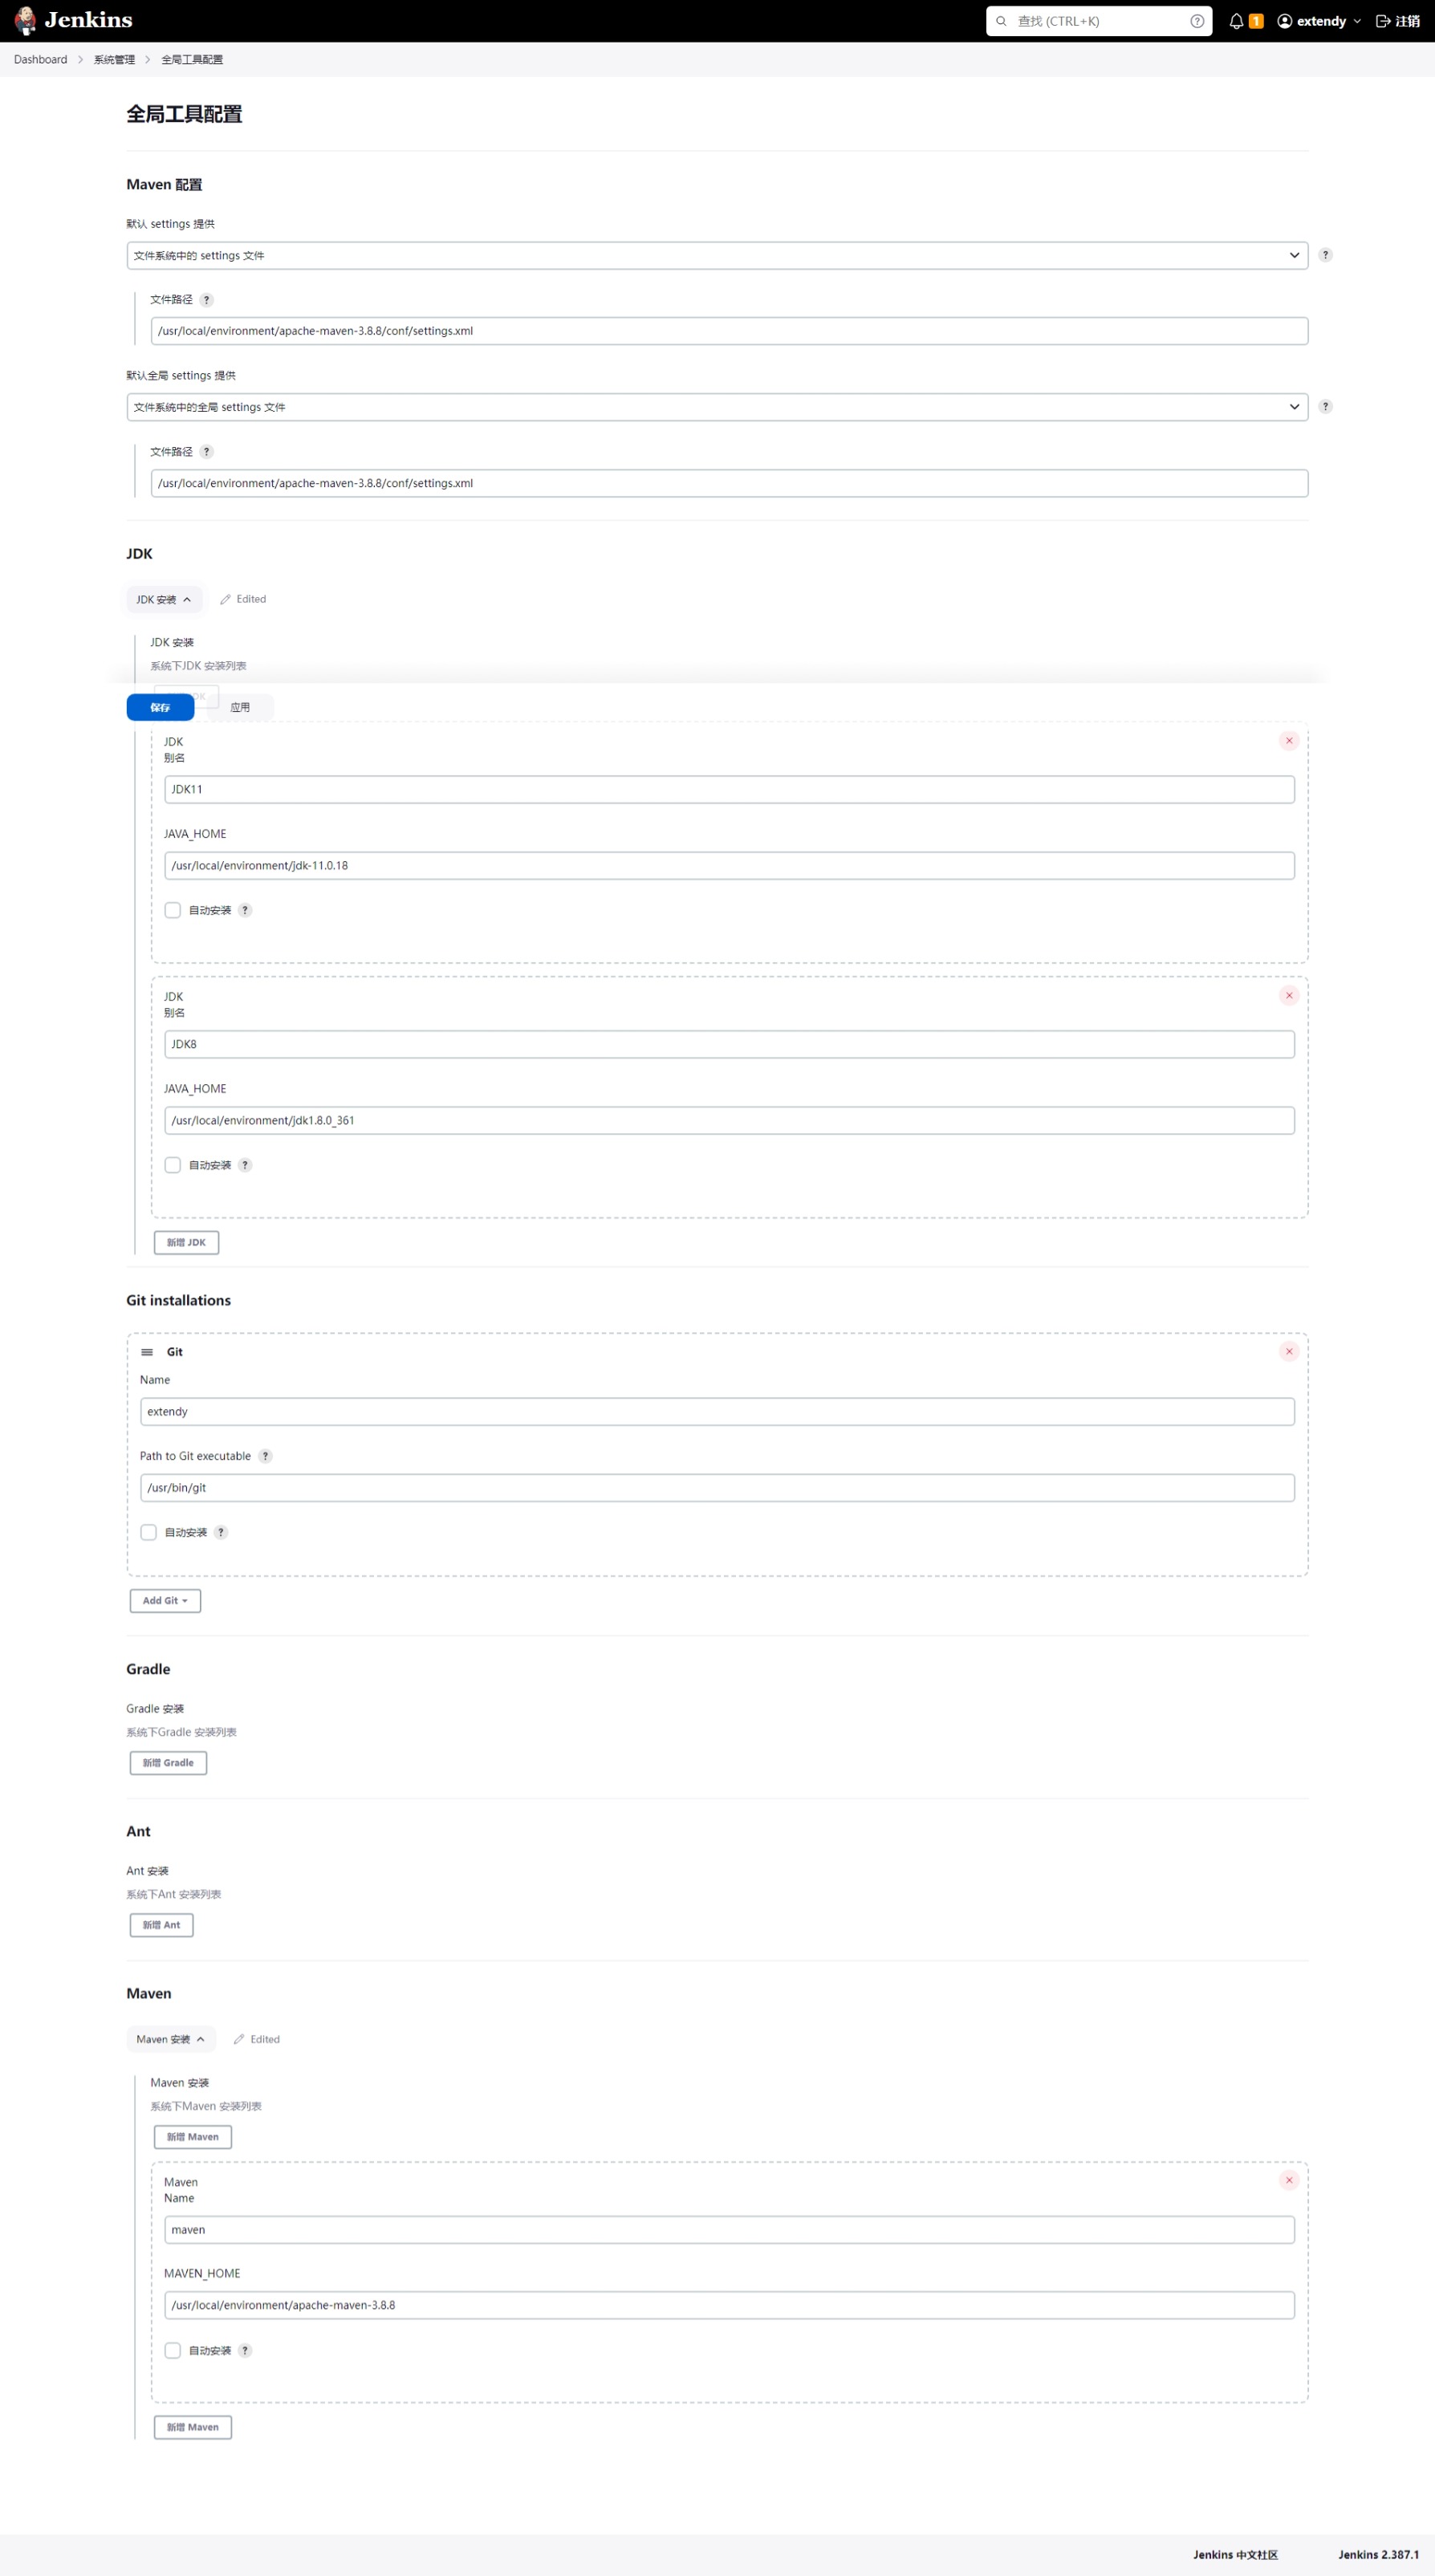 Jenkins
查找 (CTRL+K)
1
extendy
注销
Dashboard
系统管理
全局工具配置
全局工具配置
Maven 配置
默认 settings 提供
文件系统中的 settings 文件
?
文件路径 ?
/usr/local/environment/apache-maven-3.8.8/conf/settings.xml
默认全局 settings 提供
文件系统中的全局 settings 文件
?
文件路径 ?
/usr/local/environment/apache-maven-3.8.8/conf/settings.xml
JDK
JDK 安装
Edited
JDK 安装
系统下JDK 安装列表
保存
应用
JDK
别名
JDK11
JAVA_HOME
/usr/local/environment/jdk-11.0.18
自动安装 ?
JDK
别名
JDK8
JAVA_HOME
/usr/local/environment/jdk1.8.0_361
自动安装 ?
新增 JDK
Git installations
Git
Name
extendy
Path to Git executable ?
/usr/bin/git
自动安装 ?
Add Git
Gradle
Gradle 安装
系统下Gradle 安装列表
新增 Gradle
Ant
Ant 安装
系统下Ant 安装列表
新增 Ant
Maven
Maven 安装
Edited
Maven 安装
系统下Maven 安装列表
新增 Maven
Maven
Name
maven
MAVEN_HOME
/usr/local/environment/apache-maven-3.8.8
自动安装 ?
新增 Maven
Jenkins 中文社区
Jenkins 2.387.1